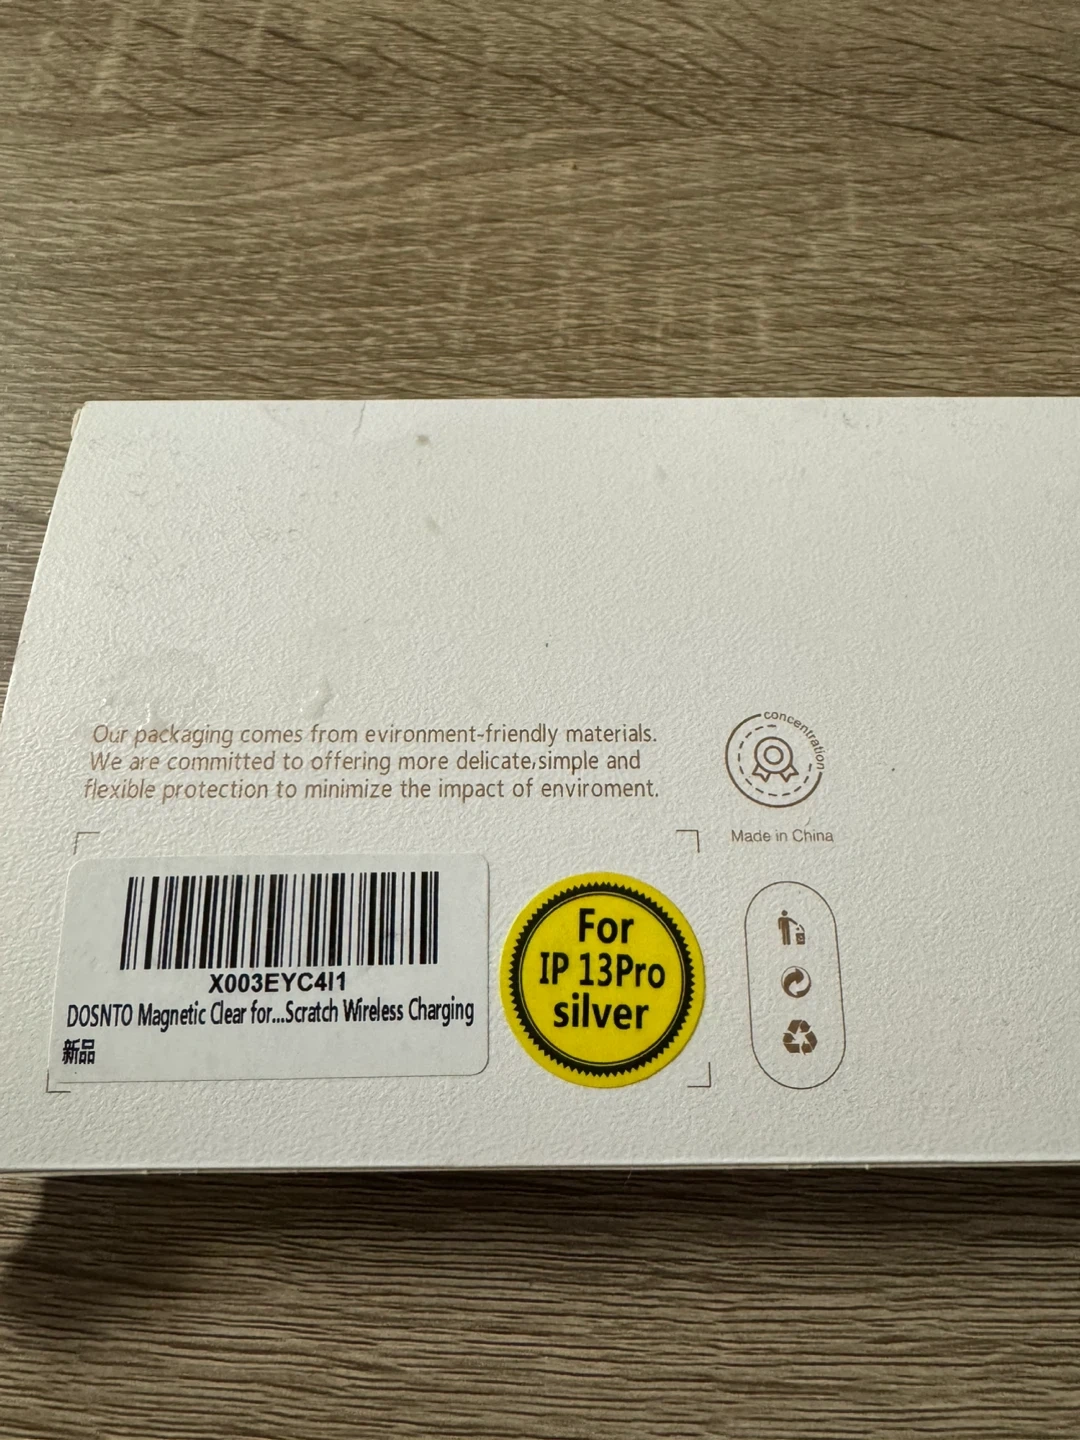 Our packaging comes from evironment-friendly materials.
We are committed to offering more delicate,simple and
flexible protection to minimize the impact of enviroment.
concentration
Made in China
X003EYC4I1
DOSNTO Magnetic Clear for...Scratch Wireless Charging
新品
For
IP 13Pro
silver